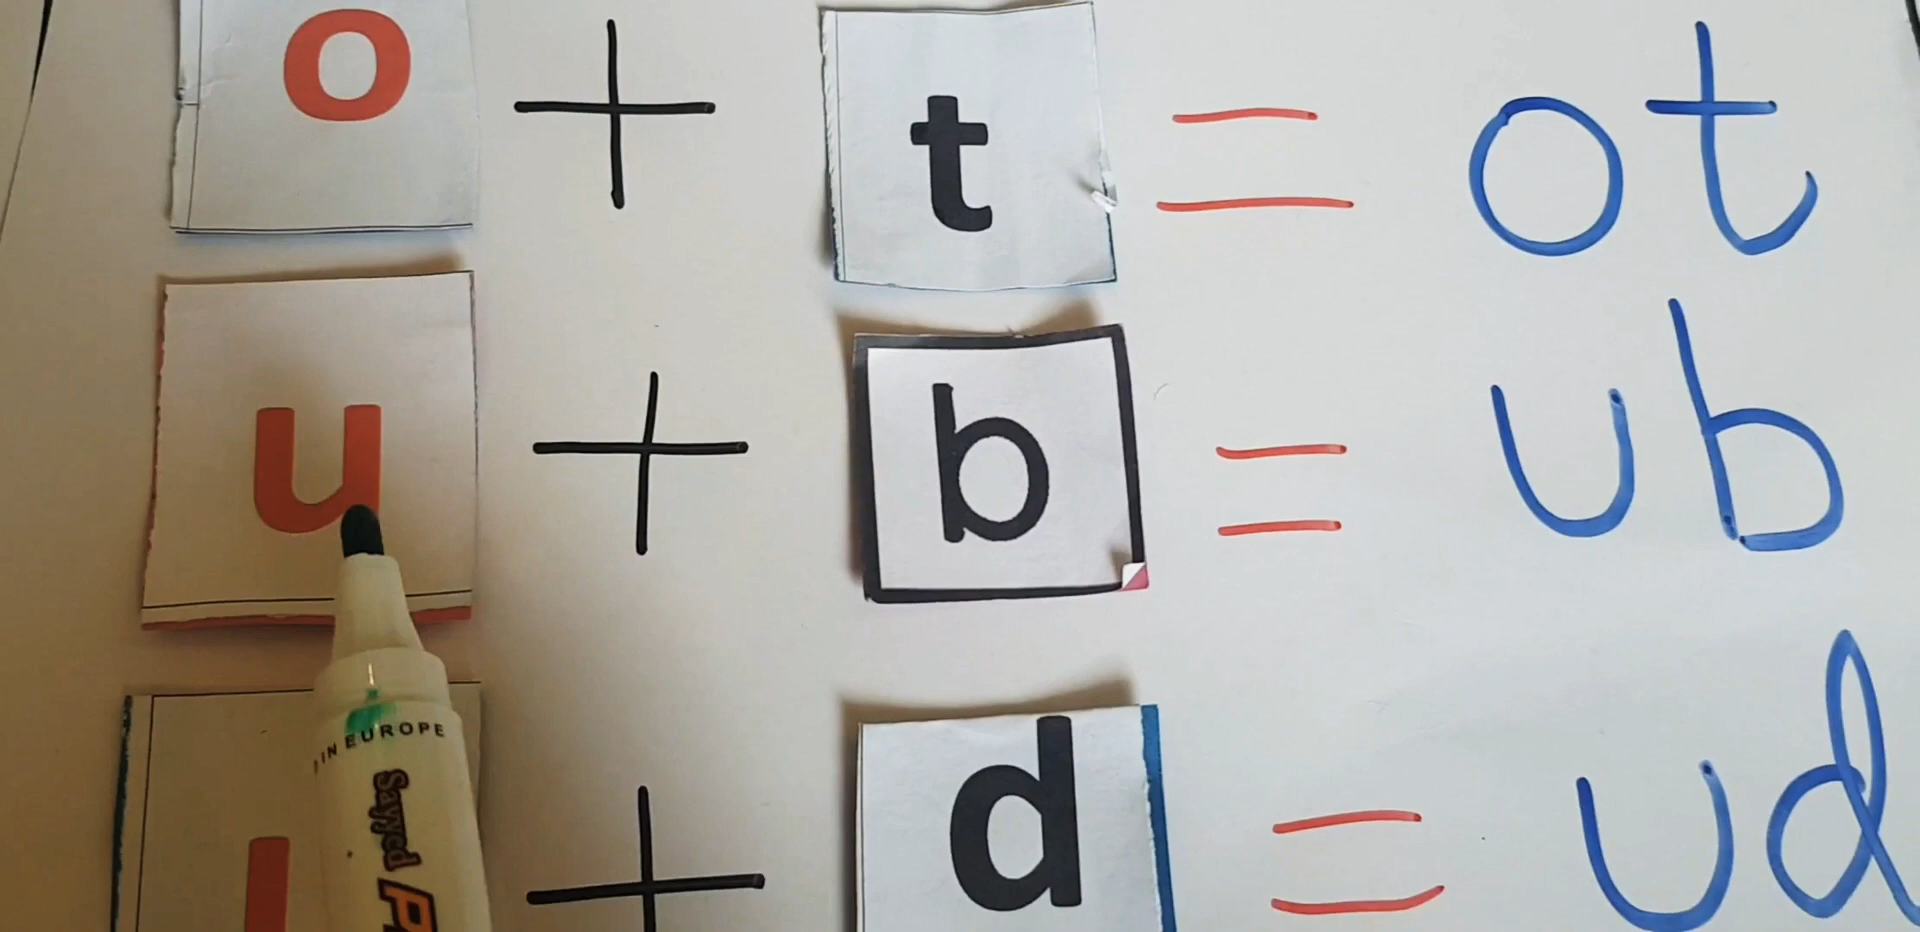 o + t = ot
u + b = ub
+ d = ud
IN EUROPE
Sayyed